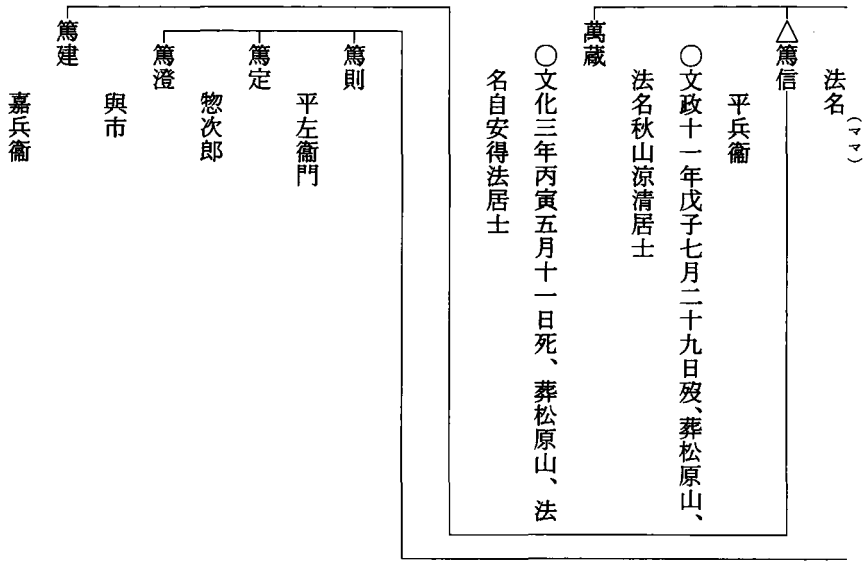 法名(ママ)
△篤信
平兵衞
○文政十一年戊子七月二十九日歿、葬松原山、
法名秋山涼清居士
萬蔵
○文化三年丙寅五月十一日死、葬松原山、法
名自安得法居士
篤則
平左衞門
篤定
惣次郎
篤澄
與市
篤建
嘉兵衞